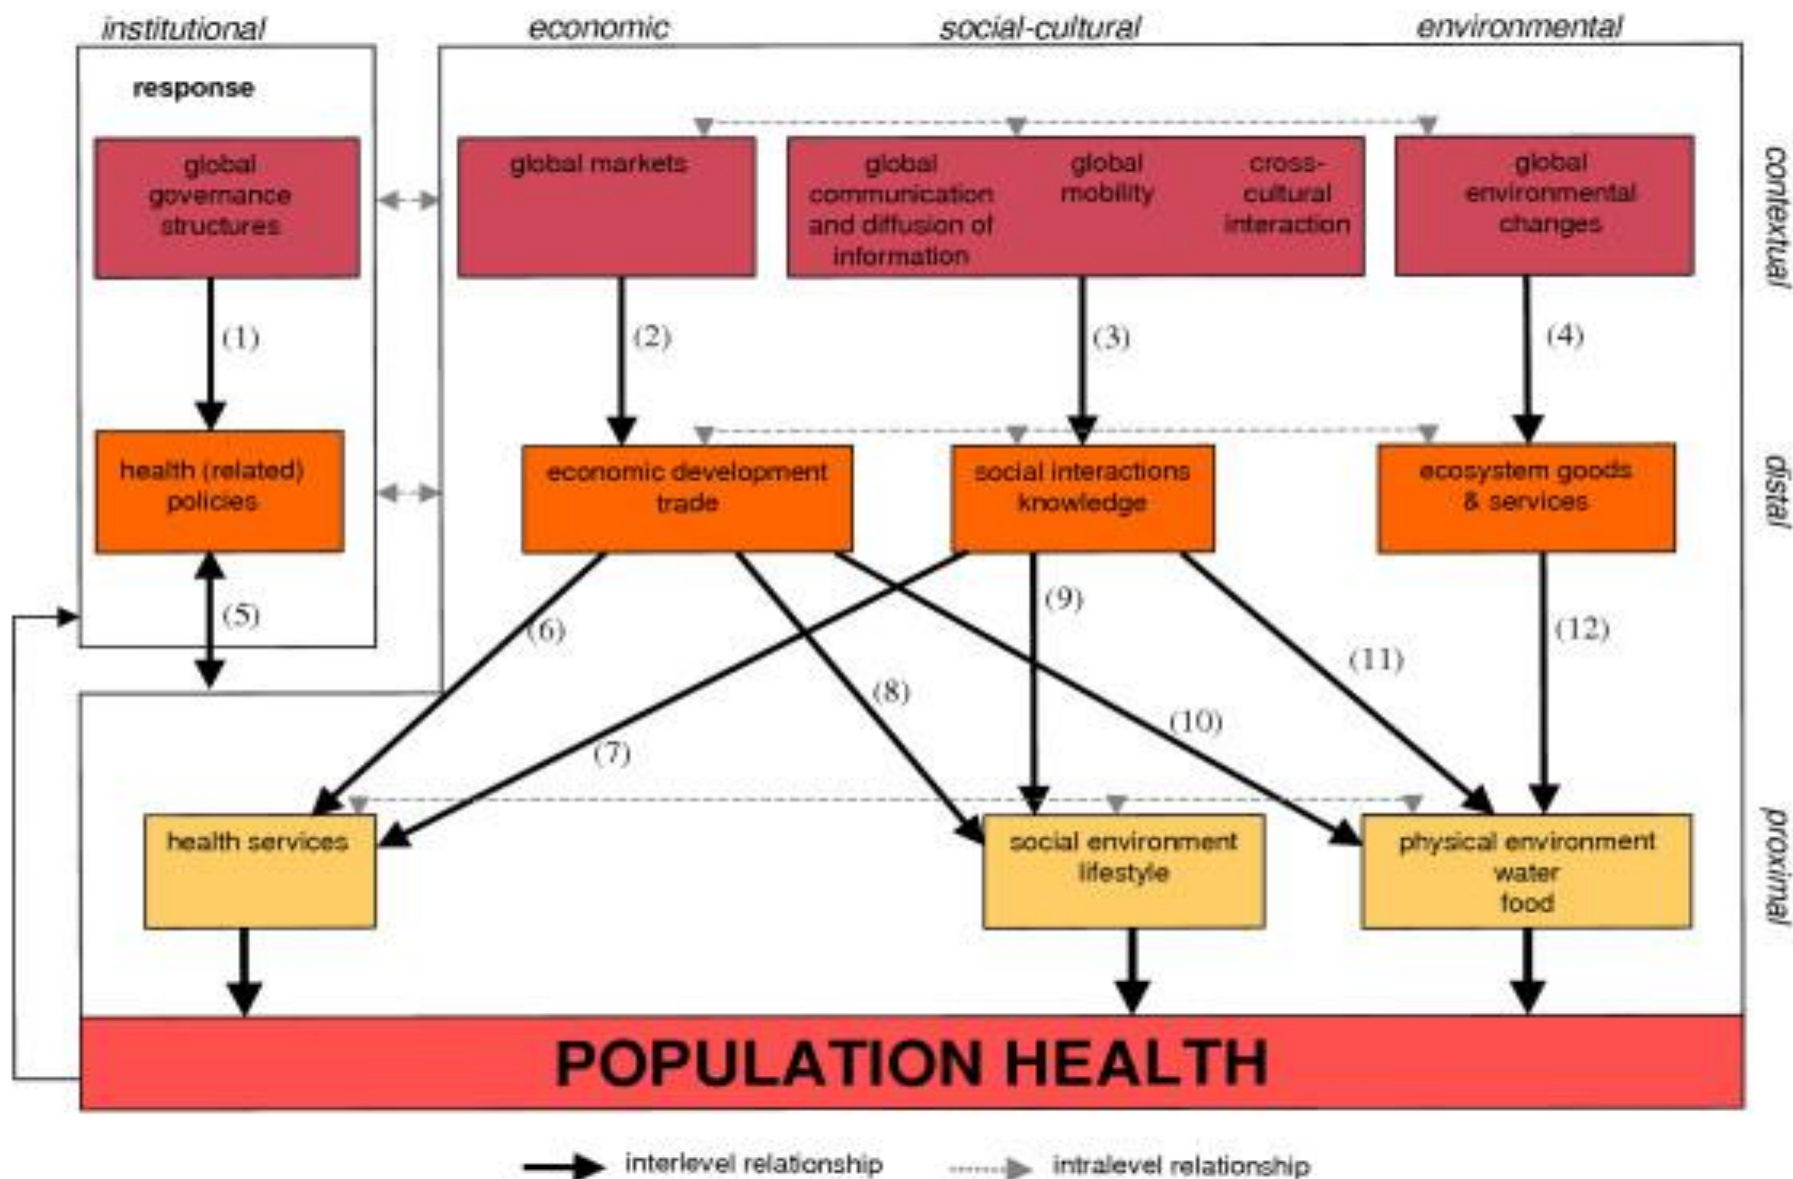 institutional
economic
social-cultural
environmental
response
global
governance
structures
global markets
global
communication
and diffusion of
information
global
mobility
cross-
cultural
interaction
global
environmental
changes
contextual
(1)
(2)
(3)
(4)
health (related)
policies
economic development
trade
social interactions
knowledge
ecosystem goods
& services
distal
(5)
(6)
(7)
(8)
(9)
(10)
(11)
(12)
health services
social environment
lifestyle
physical environment
water
food
proximal
POPULATION HEALTH
interlevel relationship
intralevel relationship